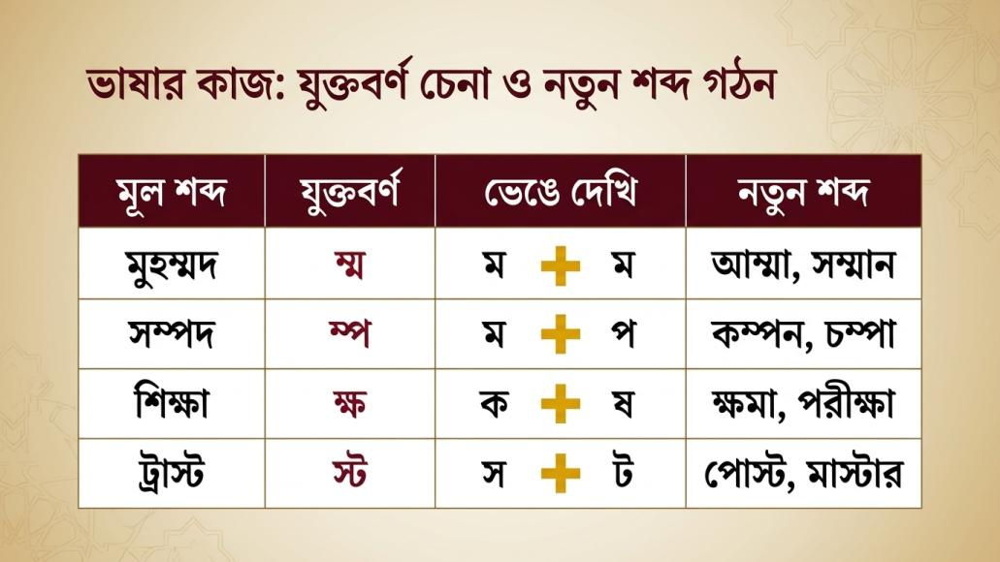 ভাষার কাজ: যুক্তবর্ণ চেনা ও নতুন শব্দ গঠন
মূল শব্দ যুক্তবর্ণ ভেঙে দেখি নতুন শব্দ
মুহম্মদ ম্ম ম + ম আম্মা, সম্মান
সম্পদ ম্প ম + প কম্পন, চম্পা
শিক্ষা ক্ষ ক + ষ ক্ষমা, পরীক্ষা
ট্রাস্ট স্ট স + ট পোস্ট, মাস্টার